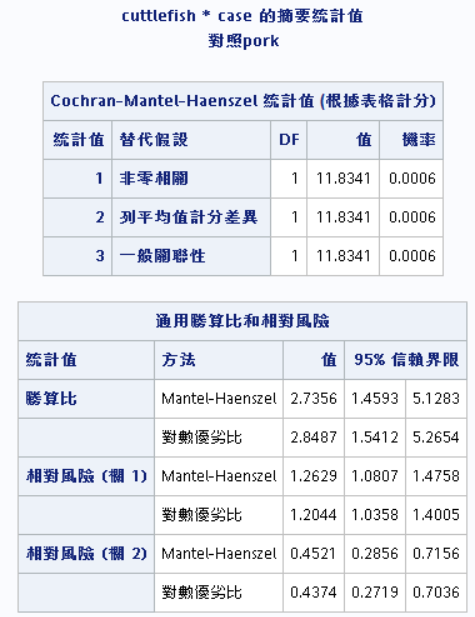 cuttlefish * case 的摘要統計值
對照pork
Cochran-Mantel-Haenszel 統計值 (根據表格計分)
統計值 替代假設 DF 值 機率
1 非零相關 1 11.8341 0.0006
2 列平均值計分差異 1 11.8341 0.0006
3 一般關聯性 1 11.8341 0.0006
通用勝算比和相對風險
統計值 方法 值 95% 信賴界限
勝算比 Mantel-Haenszel 2.7356 1.4593 5.1283
對數優劣比 2.8487 1.5412 5.2654
相對風險 (欄 1) Mantel-Haenszel 1.2629 1.0807 1.4758
對數優劣比 1.2044 1.0358 1.4005
相對風險 (欄 2) Mantel-Haenszel 0.4521 0.2856 0.7156
對數優劣比 0.4374 0.2719 0.7036